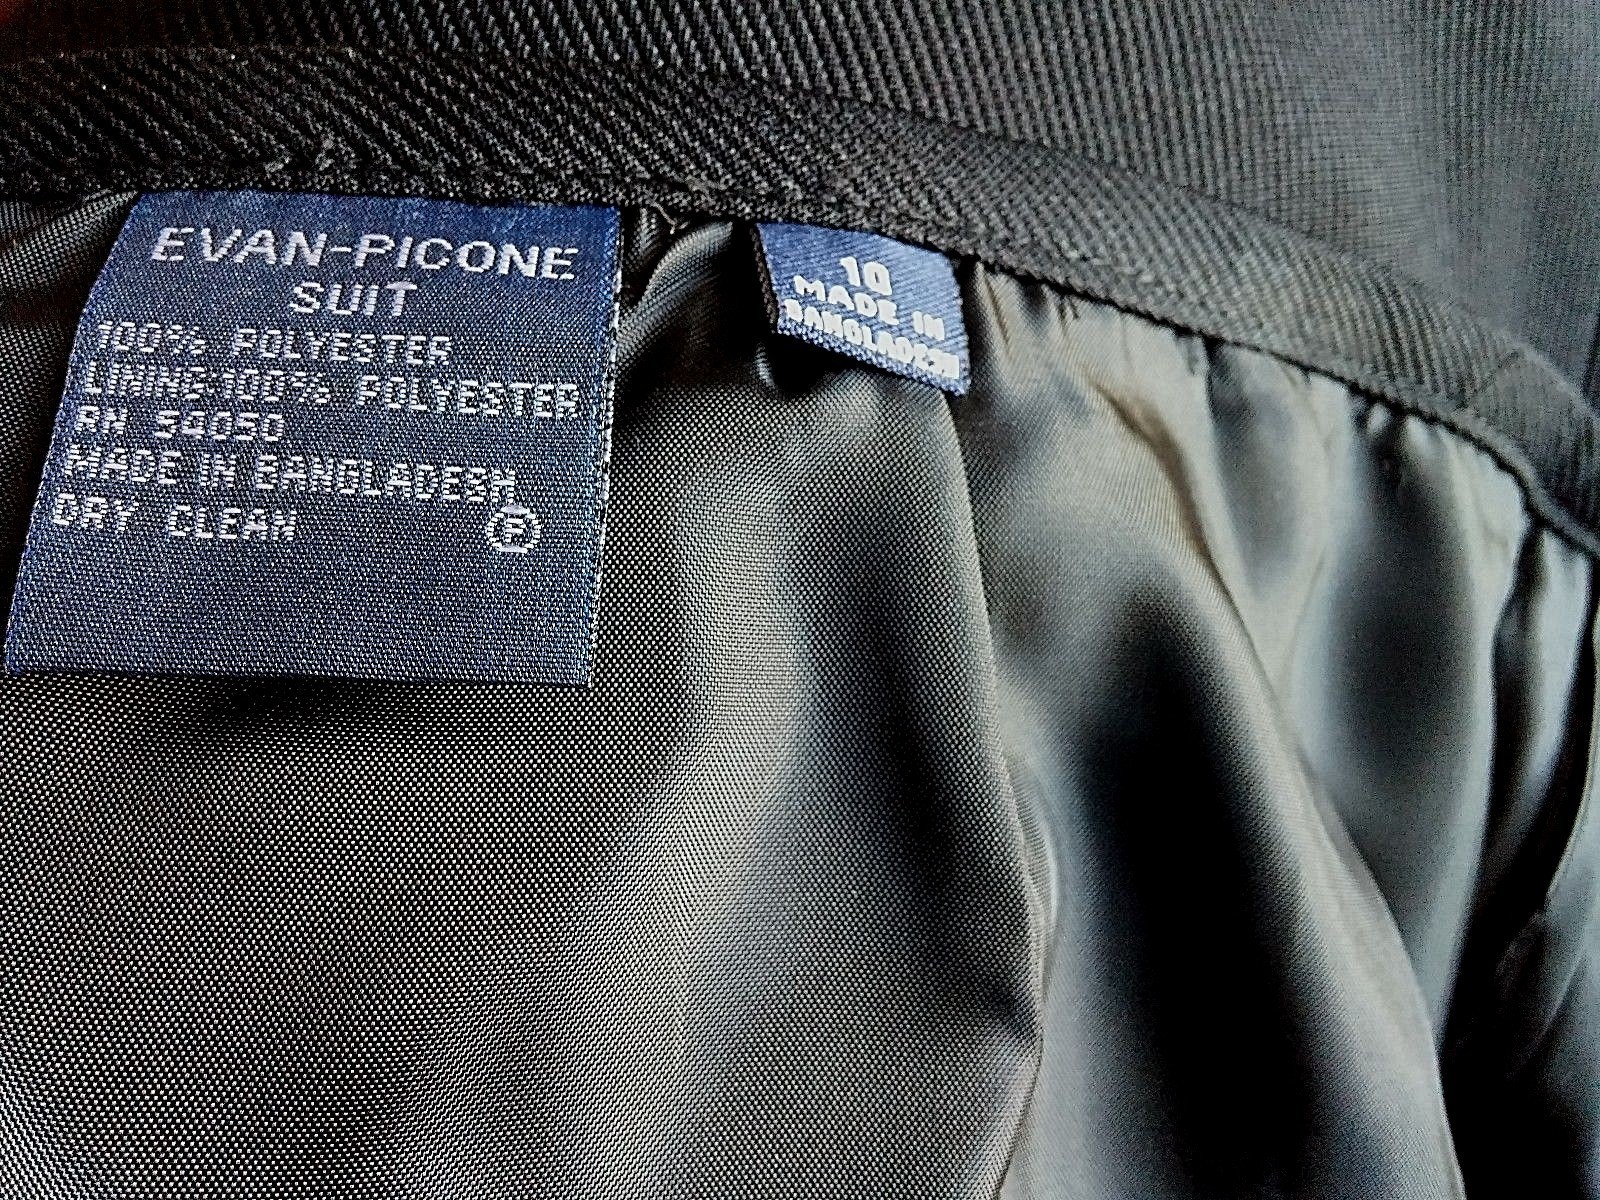 EVAN-PICONE
SUIT
100% POLYESTER
LINING:100% POLYESTER
RN 54050
MADE IN BANGLADESH
DRY CLEAN Ⓕ
10
MADE IN
BANGLADESH